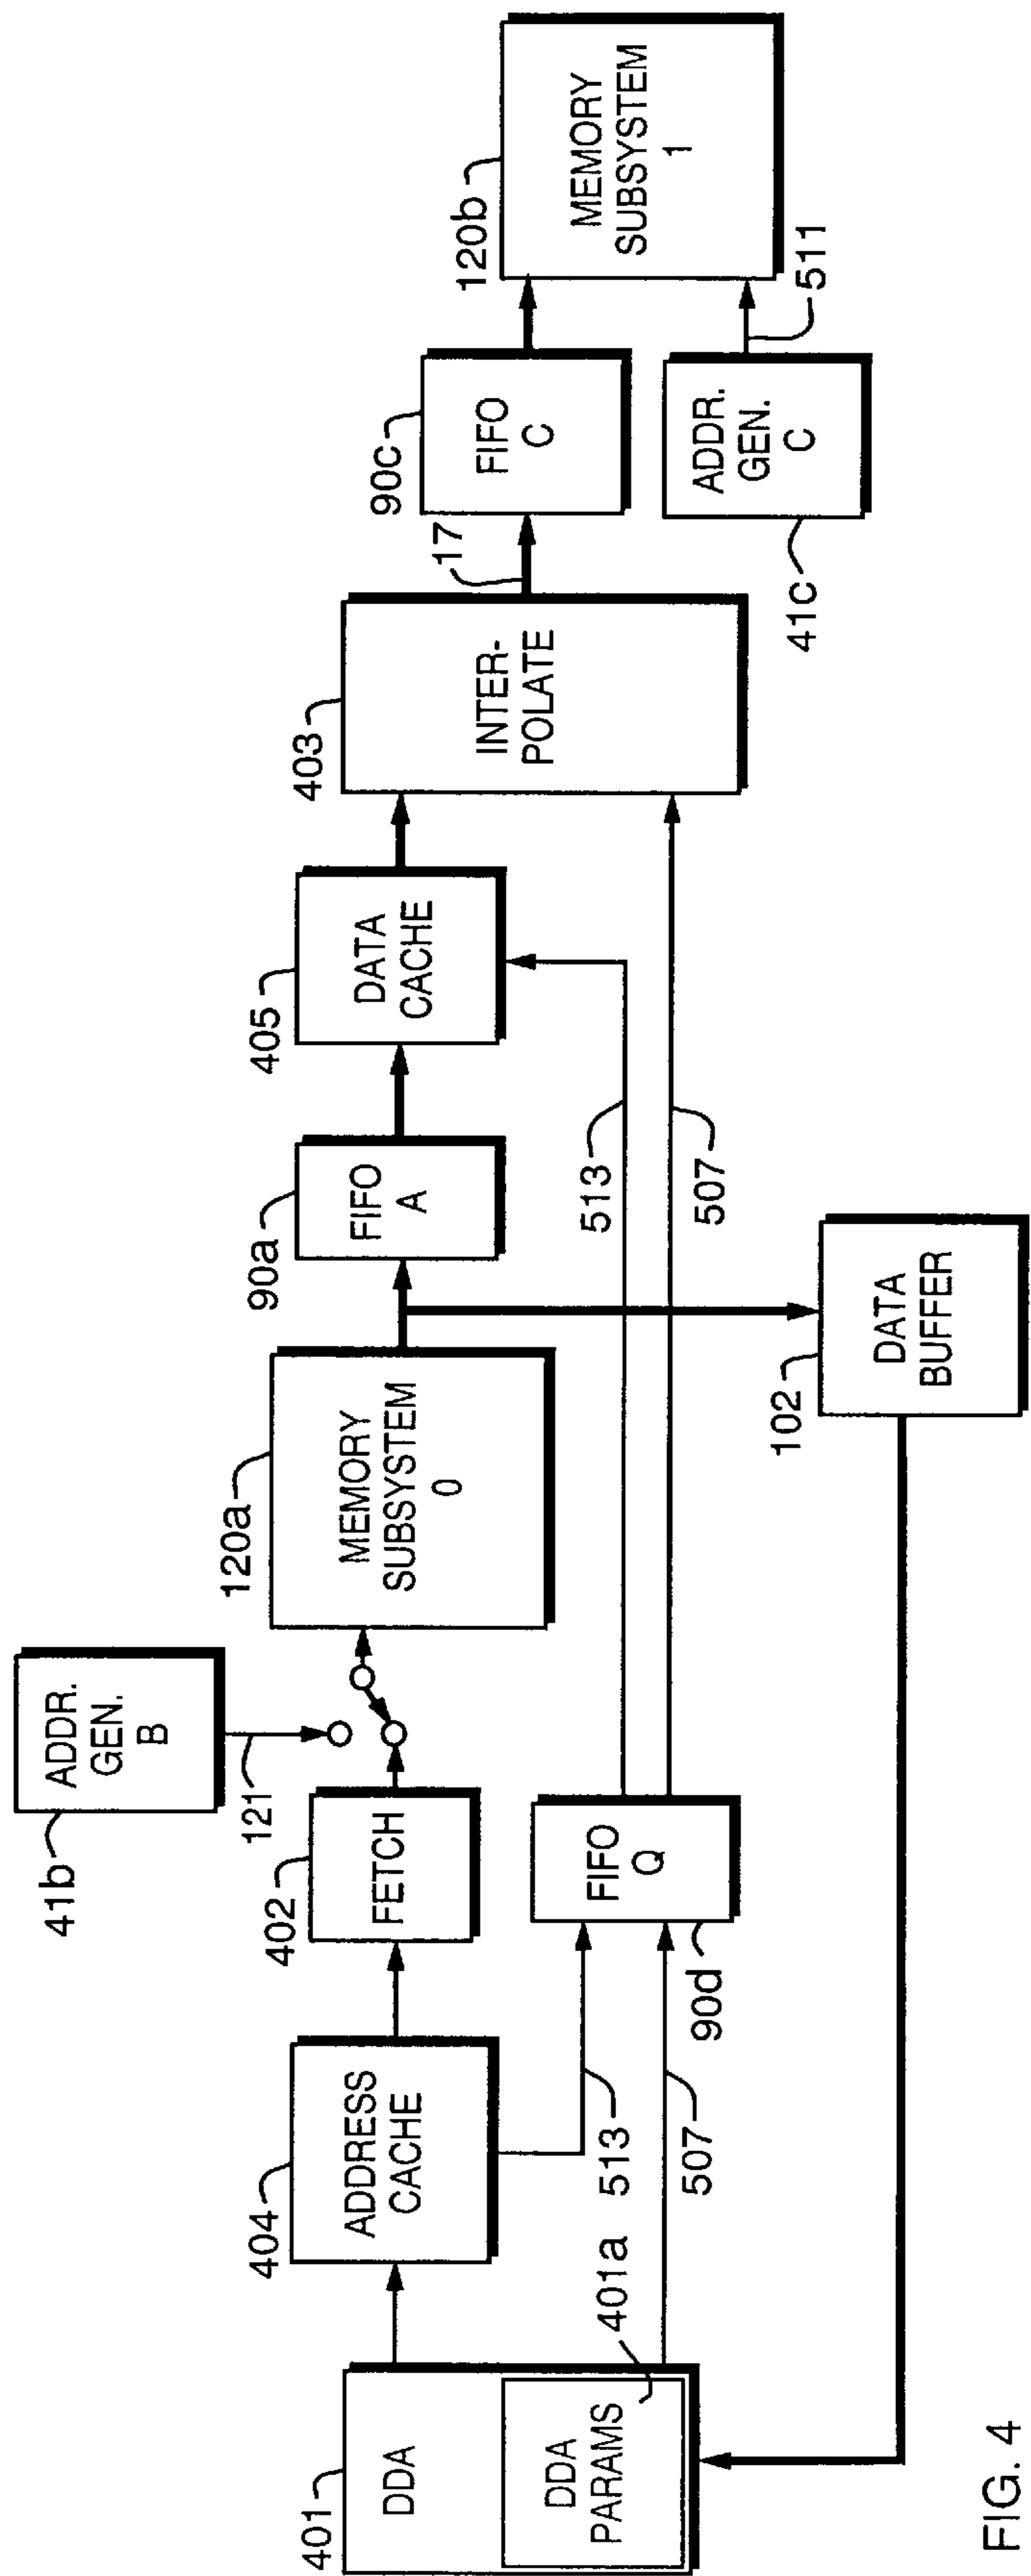 401
DDA
DDA
PARAMS
401a
404
ADDRESS
CACHE
513
507
402
FETCH
41b
ADDR.
GEN.
B
121
FIFO
Q
90d
120a
MEMORY
SUBSYSTEM
0
90a
FIFO
A
513
507
102
DATA
BUFFER
405
DATA
CACHE
403
INTER-
POLATE
17
90c
FIFO
C
41c
ADDR.
GEN.
C
511
120b
MEMORY
SUBSYSTEM
1
FIG. 4